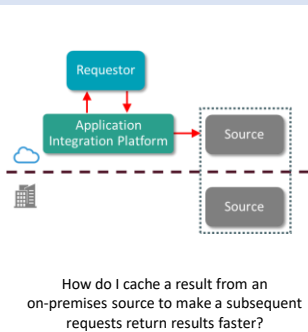 Requestor
Application
Integration Platform
Source
Source
How do I cache a result from an
on-premises source to make a subsequent
requests return results faster?